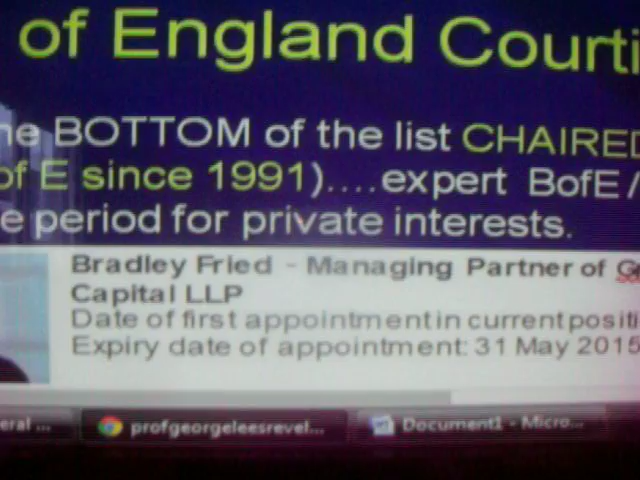 of England Courti
ne BOTTOM of the list CHAIRED
of E since 1991)....expert BofE /
e period for private interests.
Bradley Fried - Managing Partner of G
Capital LLP
Date of first appointment in current positi
Expiry date of appointment: 31 May 2015
eral ... profgeorgeleesrevel... Document1 - Micro...